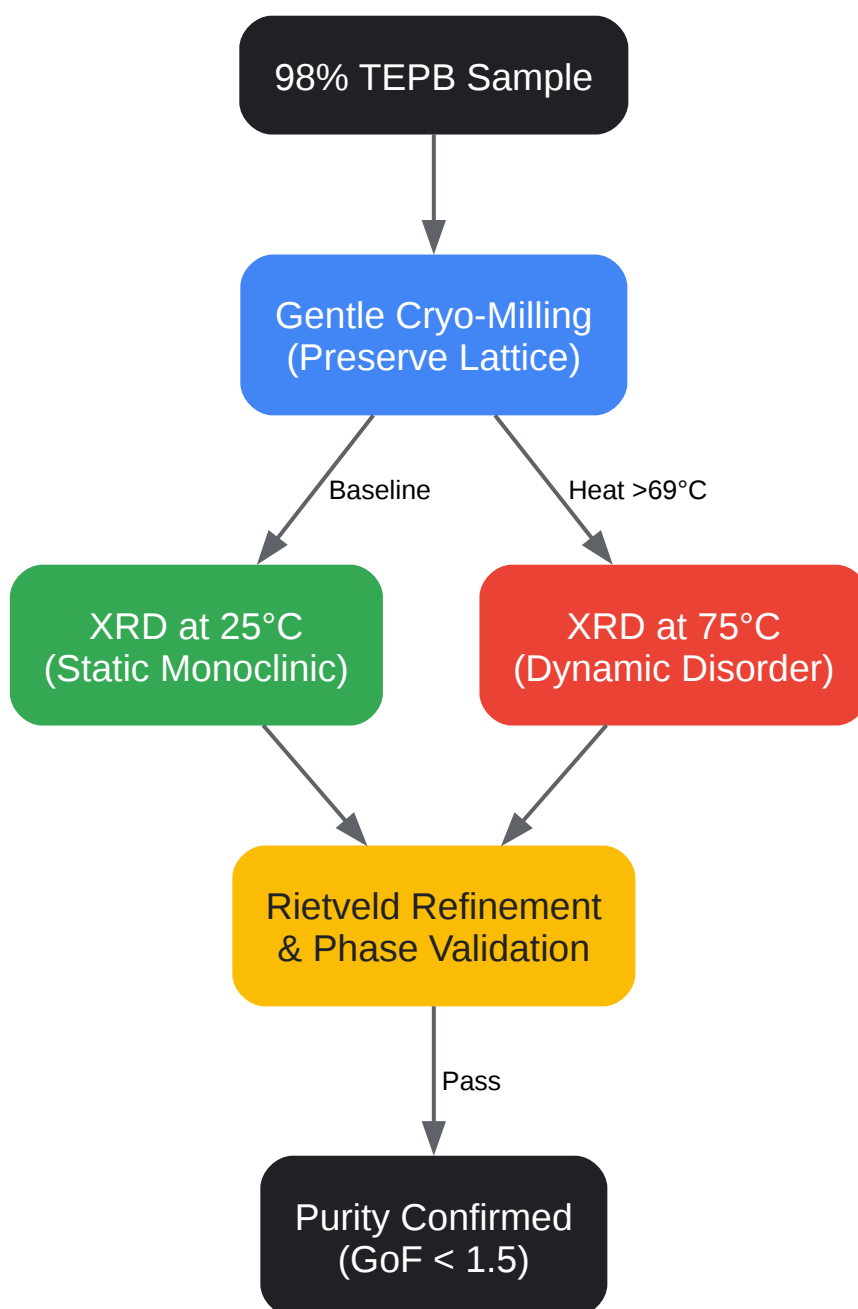 98% TEPB Sample
Gentle Cryo-Milling
(Preserve Lattice)
Baseline
Heat >69°C
XRD at 25°C
(Static Monoclinic)
XRD at 75°C
(Dynamic Disorder)
Rietveld Refinement
& Phase Validation
Pass
Purity Confirmed
(GoF < 1.5)